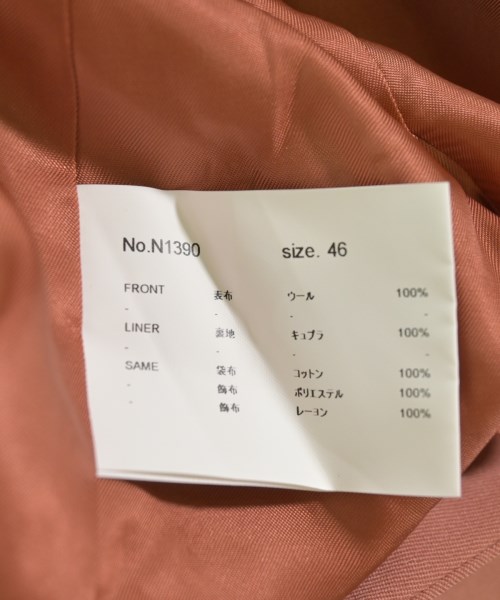 No.N1390 size. 46
FRONT 表布 ウール 100%
- - - -
LINER 裏地 キュプラ 100%
- - - -
SAME 袋布 コットン 100%
- 飾布 ポリエステル 100%
- 飾布 レーヨン 100%